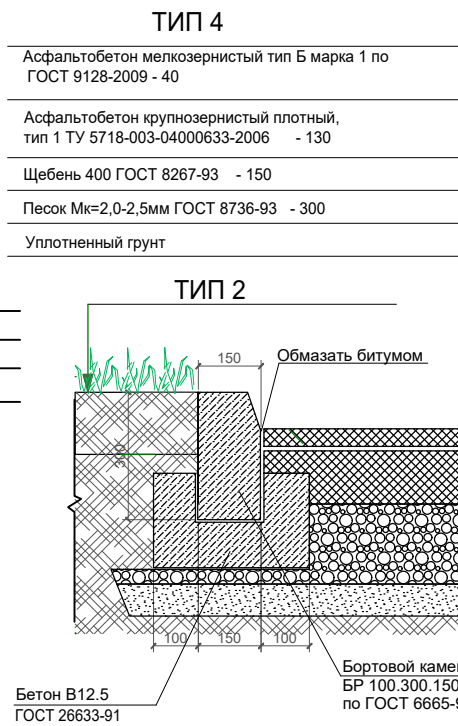 ТИП 4
Асфальтобетон мелкозернистый тип Б марка 1 по
ГОСТ 9128-2009 - 40
Асфальтобетон крупнозернистый плотный,
тип 1 ТУ 5718-003-04000633-2006 - 130
Щебень 400 ГОСТ 8267-93 - 150
Песок Мк=2,0-2,5мм ГОСТ 8736-93 - 300
Уплотненный грунт
ТИП 2
150
Обмазать битумом
300
100
150
100
Бетон В12.5
ГОСТ 26633-91
Бортовой
БР 100.300.150
по ГОСТ